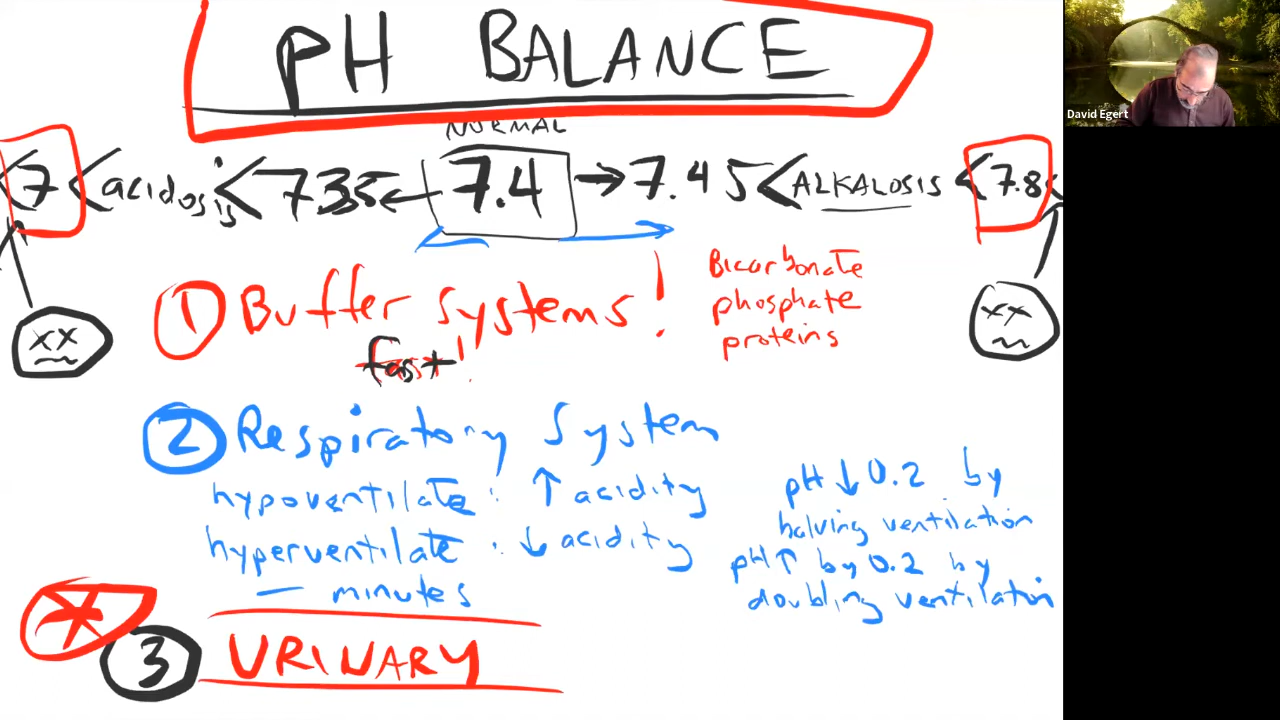 pH BALANCE
NORMAL
<7 <acidosis <7.35 ← 7.4 → 7.45 <ALKALOSIS <7.8<
① Buffer Systems!
fast!
Bicarbonate
phosphate
proteins
xx
xx
② Respiratory System
hypoventilate : ↑ acidity
hyperventilate : ↓ acidity
— minutes
pH ↓ 0.2 by
halving ventilation
pH ↑ by 0.2 by
doubling ventilation
* ③ URINARY
David Egert